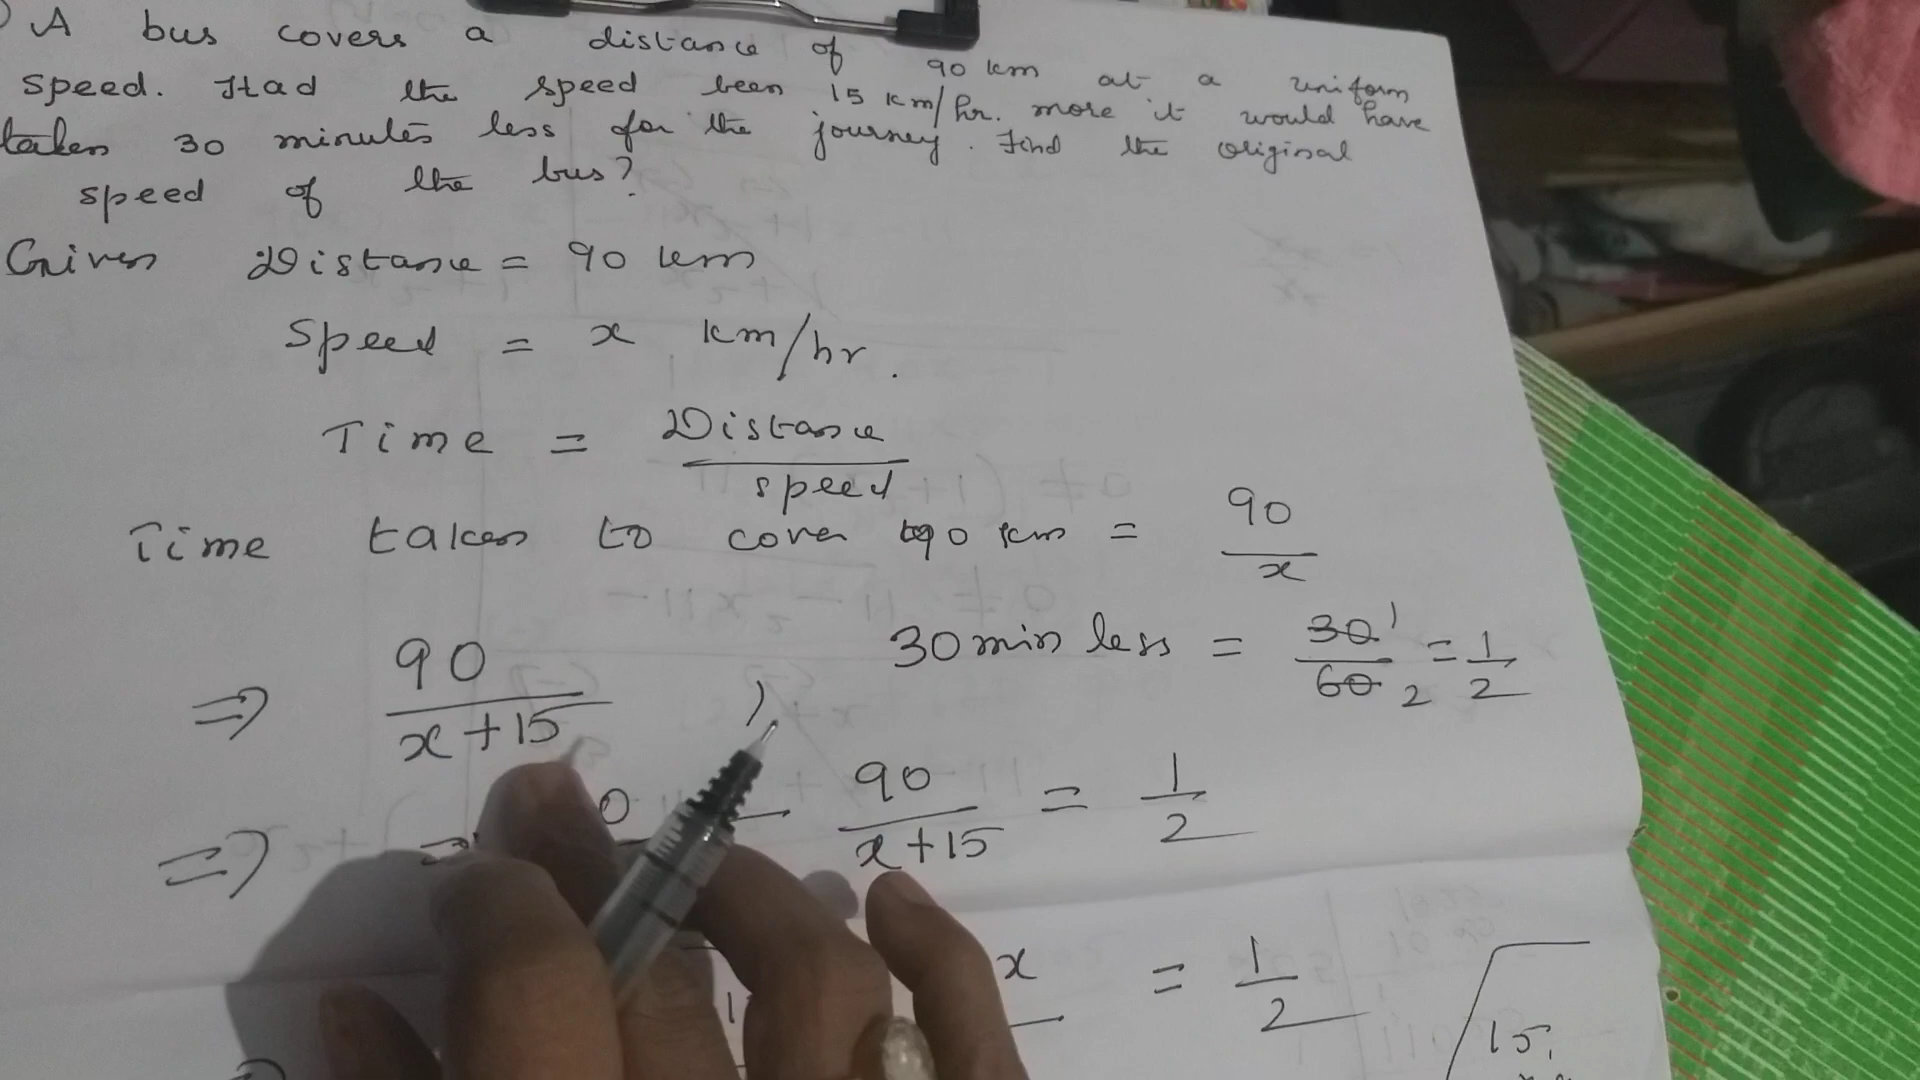 A bus covers a distance of 90 km at a uniform
speed. Had the speed been 15 km/hr. more it would have
taken 30 minutes less for the journey. Find the original
speed of the bus?
Given Distance = 90 km
Speed = x km/hr.
Time = Distance / speed
Time taken to cover 90 km = 90 / x
30 min less = 30 / 60 = 1 / 2
⇒ 90 / x+15 )
⇒ 0 − 90 / x+15 = 1 / 2
x = 1 / 2
15.